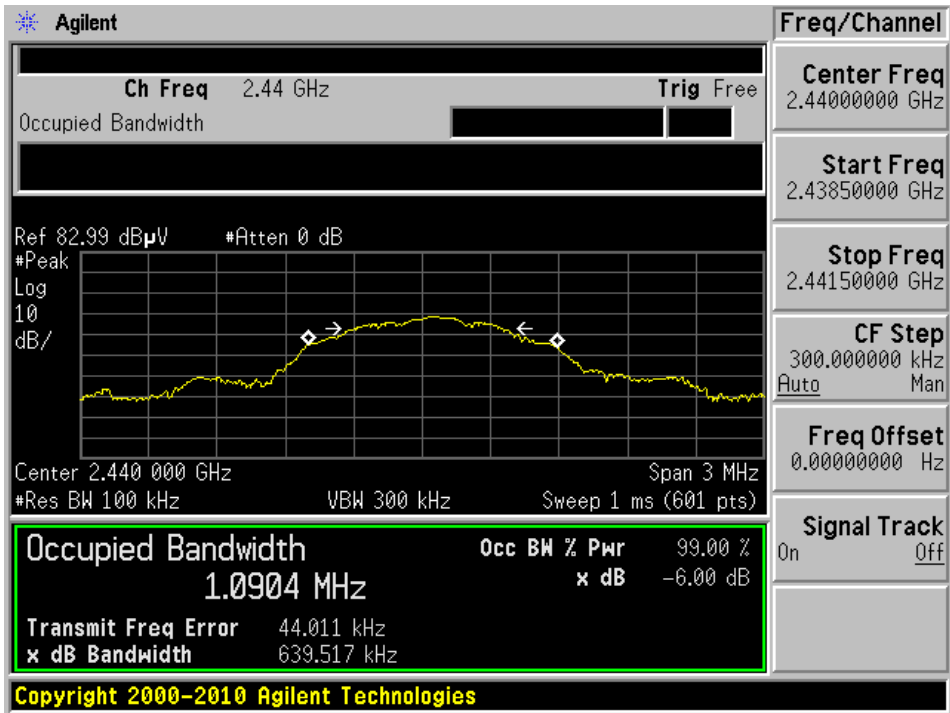 Agilent
Freq/Channel
Ch Freq 2.44 GHz Trig Free
Occupied Bandwidth
Center Freq
2.44000000 GHz
Start Freq
2.43850000 GHz
Stop Freq
2.44150000 GHz
CF Step
300.000000 kHz
Auto Man
Freq Offset
0.00000000 Hz
Signal Track
On Off
Ref 82.99 dBµV #Atten 0 dB
#Peak
Log
10
dB/
Center 2.440 000 GHz Span 3 MHz
#Res BW 100 kHz VBW 300 kHz Sweep 1 ms (601 pts)
Occupied Bandwidth
1.0904 MHz
Occ BW % Pwr 99.00 %
x dB -6.00 dB
Transmit Freq Error 44.011 kHz
x dB Bandwidth 639.517 kHz
Copyright 2000-2010 Agilent Technologies